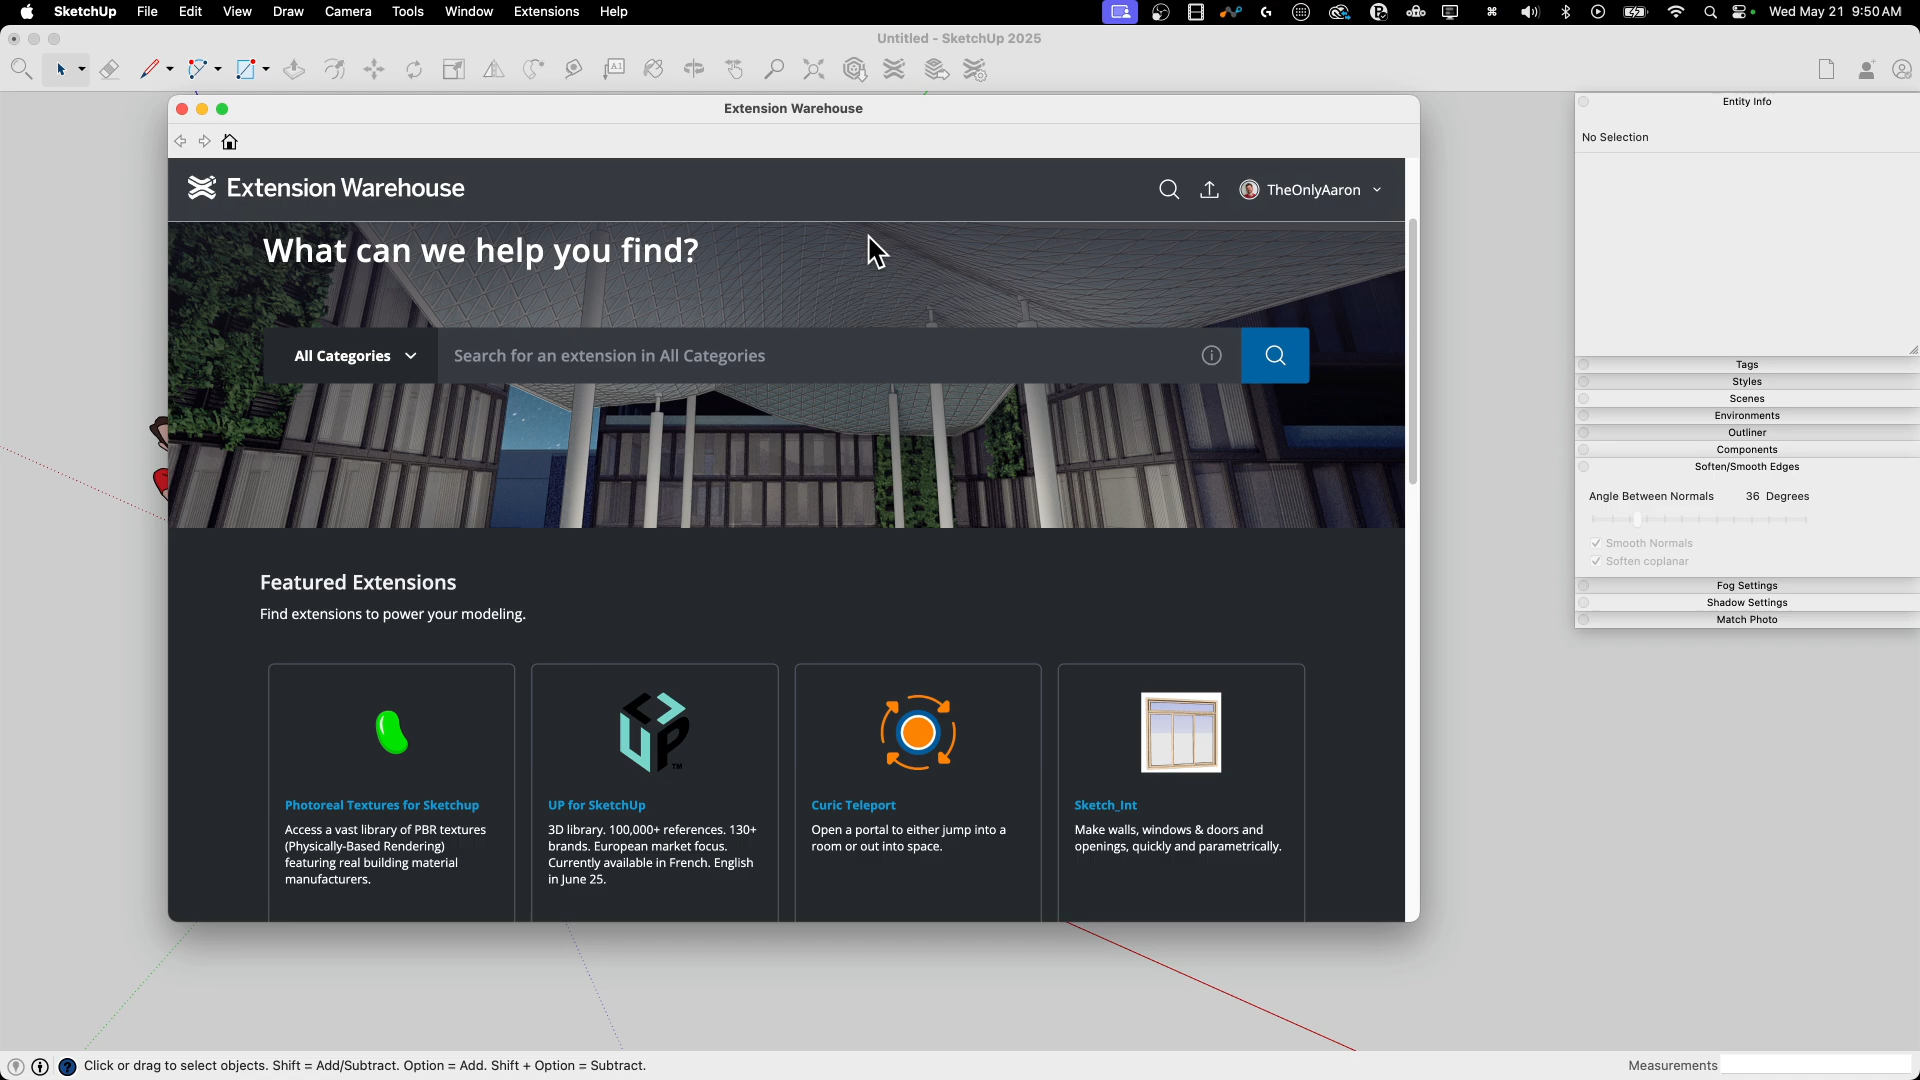 SketchUp File Edit View Draw Camera Tools Window Extensions Help
Wed May 21 9:50 AM
Untitled - SketchUp 2025
A1
Extension Warehouse
Extension Warehouse
TheOnlyAaron
What can we help you find?
All Categories
Search for an extension in All Categories
Featured Extensions
Find extensions to power your modeling.
Photoreal Textures for Sketchup
Access a vast library of PBR textures
(Physically-Based Rendering)
featuring real building material
manufacturers.
UP
TM
UP for SketchUp
3D library. 100,000+ references. 130+
brands. European market focus.
Currently available in French. English
in June 25.
Curic Teleport
Open a portal to either jump into a
room or out into space.
Sketch_Int
Make walls, windows & doors and
openings, quickly and parametrically.
Entity Info
No Selection
Tags
Styles
Scenes
Environments
Outliner
Components
Soften/Smooth Edges
Angle Between Normals 36 Degrees
Smooth Normals
Soften coplanar
Fog Settings
Shadow Settings
Match Photo
Click or drag to select objects. Shift = Add/Subtract. Option = Add. Shift + Option = Subtract.
Measurements